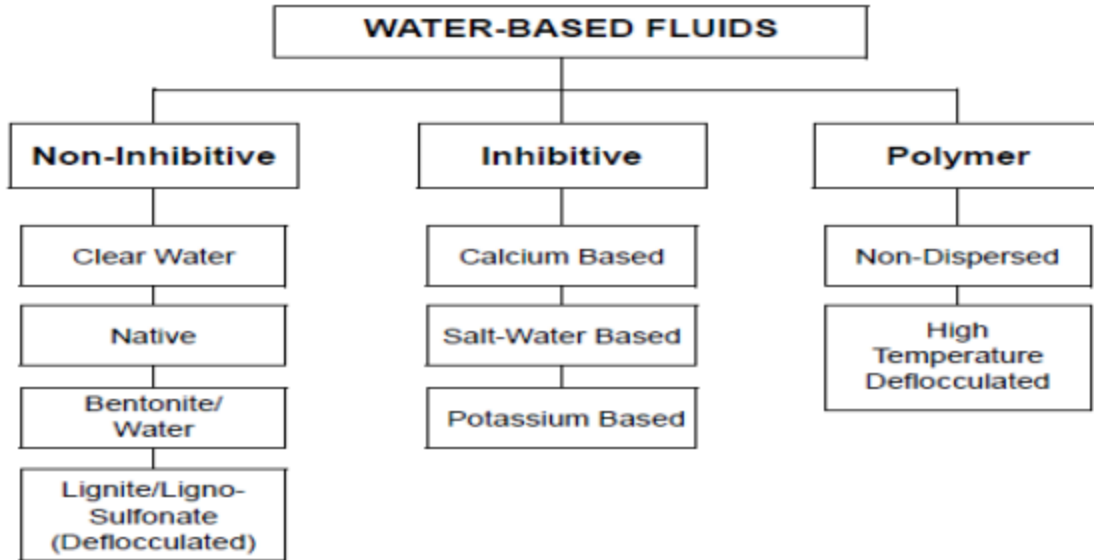 WATER-BASED FLUIDS
Non-Inhibitive
Inhibitive
Polymer
Clear Water
Calcium Based
Non-Dispersed
Native
Salt-Water Based
High
Temperature
Deflocculated
Bentonite/
Water
Potassium Based
Lignite/Ligno-
Sulfonate
(Deflocculated)